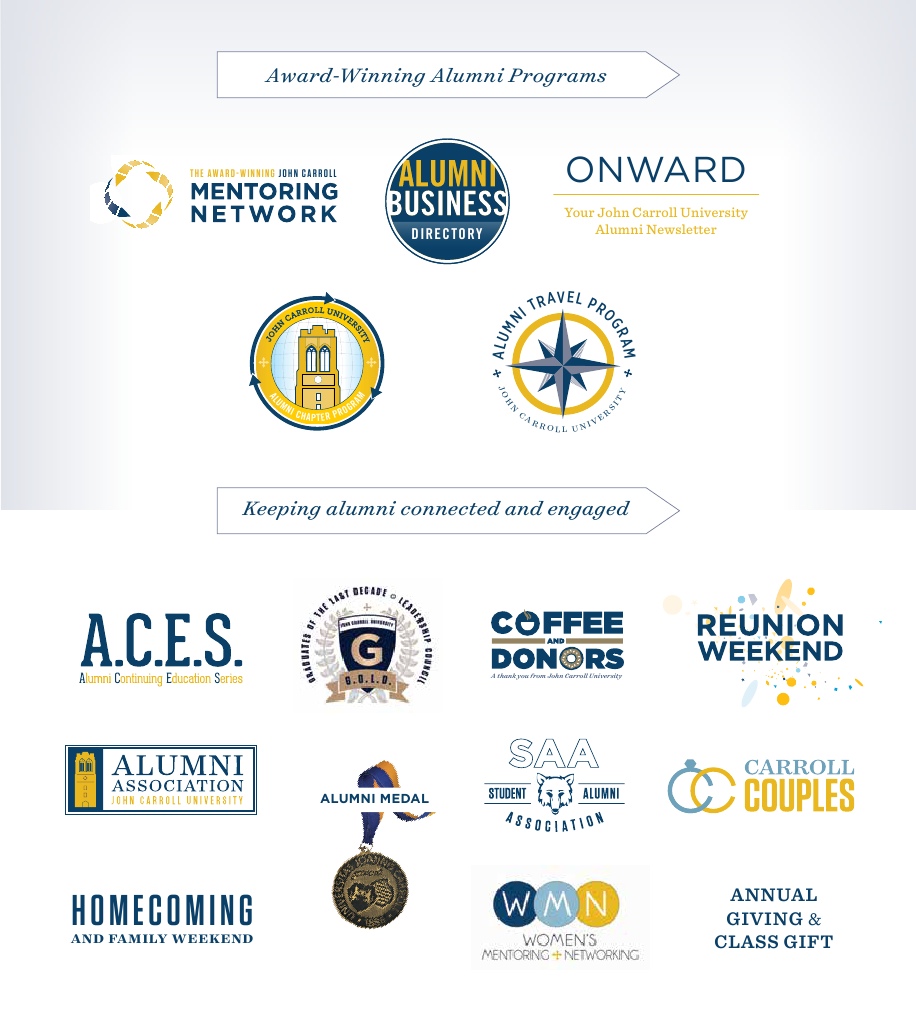 Award-Winning Alumni Programs
THE AWARD-WINNING JOHN CARROLL
MENTORING
NETWORK
ALUMNI
BUSINESS
DIRECTORY
ONWARD
Your John Carroll University
Alumni Newsletter
JOHN CARROLL UNIVERSITY
ALUMNI CHAPTER PROGRAM
ALUMNI TRAVEL PROGRAM
JOHN CARROLL UNIVERSITY
Keeping alumni connected and engaged
A.C.E.S.
Alumni Continuing Education Series
GRADUATES OF THE LAST DECADE LEADERSHIP COUNCIL
JOHN CARROLL UNIVERSITY
G
G.O.L.D.
COFFEE
AND
DONORS
A thank you from John Carroll University
REUNION
WEEKEND
ALUMNI
ASSOCIATION
JOHN CARROLL UNIVERSITY
ALUMNI MEDAL
SAA
STUDENT ALUMNI
ASSOCIATION
CARROLL
COUPLES
HOMECOMING
AND FAMILY WEEKEND
WMN
WOMEN'S
MENTORING + NETWORKING
ANNUAL
GIVING &
CLASS GIFT